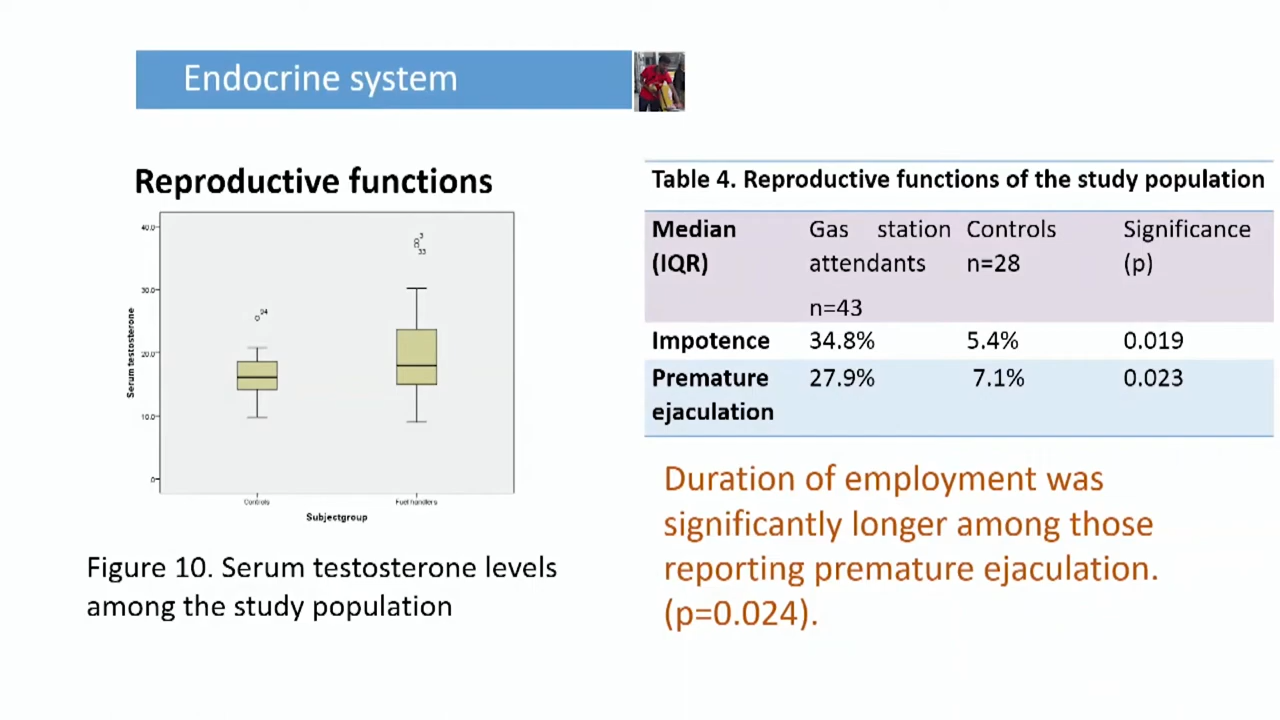 Endocrine system
Reproductive functions
40.0
30.0
20.0
10.0
0
Serum testosterone
94
3
33
Controls
Fuel handlers
Subjectgroup
Figure 10. Serum testosterone levels
among the study population
Table 4. Reproductive functions of the study population
Median (IQR) Gas station attendants n=43 Controls n=28 Significance (p)
Impotence 34.8% 5.4% 0.019
Premature ejaculation 27.9% 7.1% 0.023
Duration of employment was
significantly longer among those
reporting premature ejaculation.
(p=0.024).